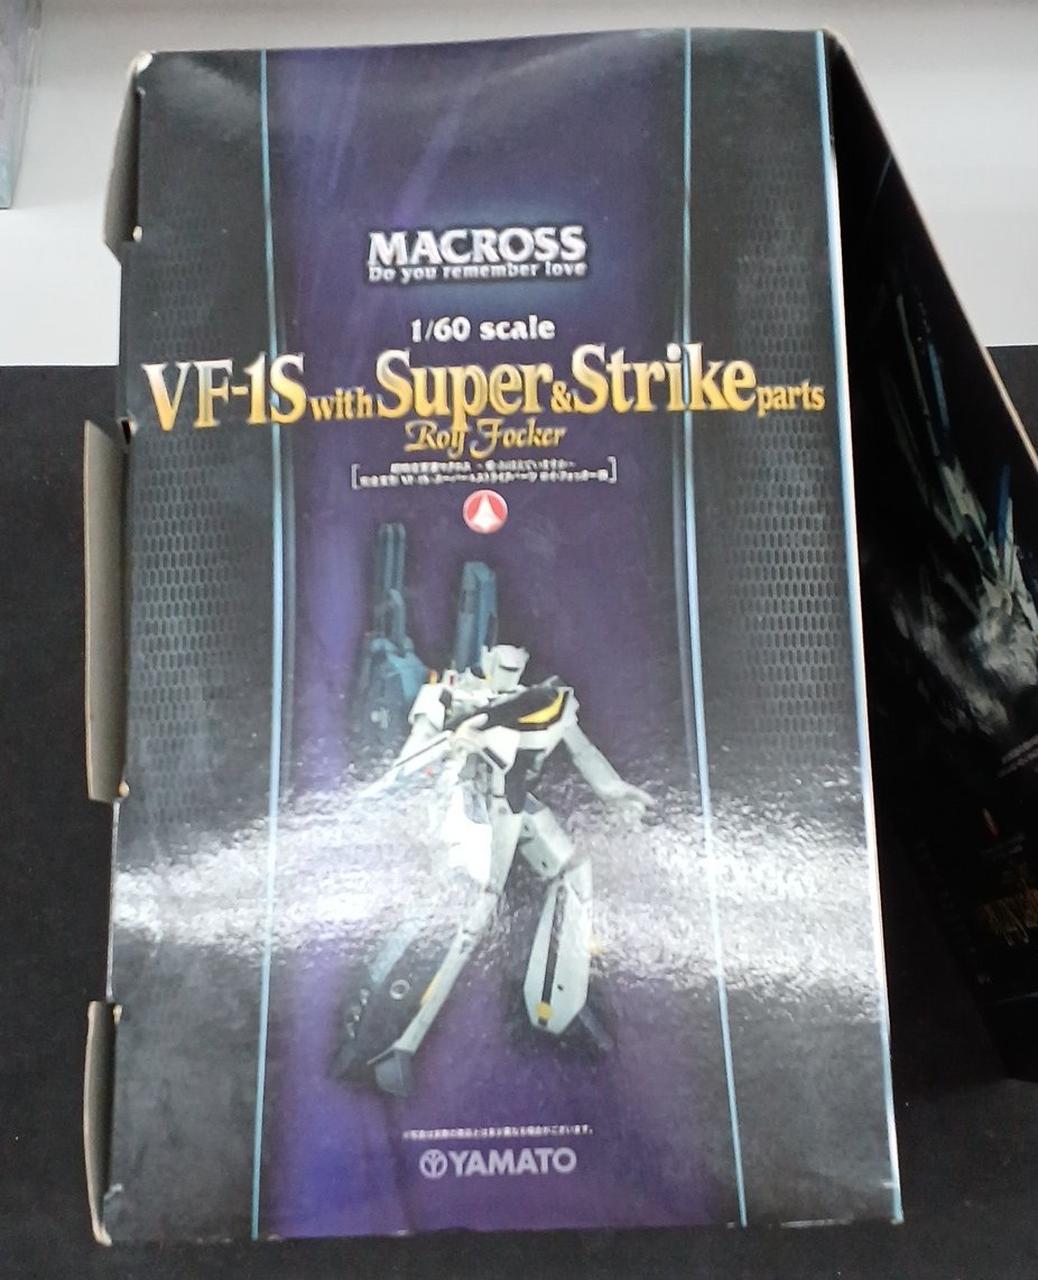 MACROSS
Do you remember love
1/60 scale
VF-1S with Super & Strike parts
Roy Focker
YAMATO